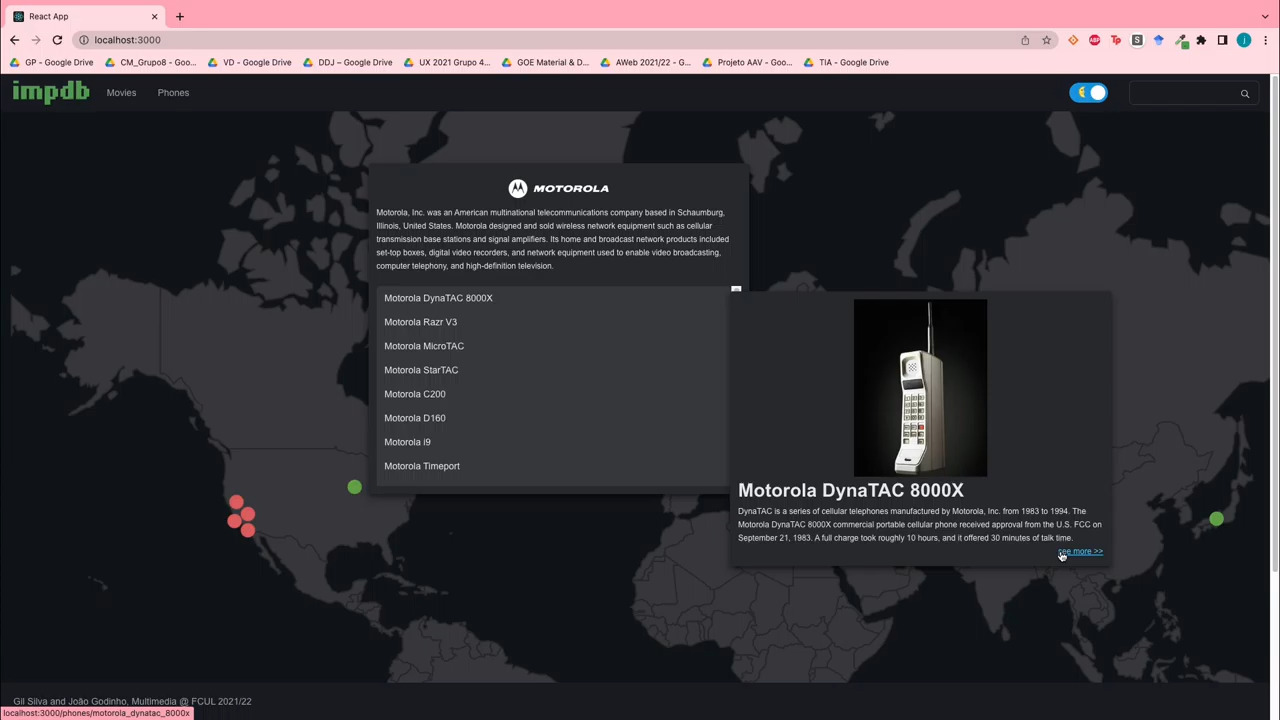 React App
localhost:3000
GP - Google Drive
CM_Grupo8 - Goo...
VD - Google Drive
DDJ – Google Drive
UX 2021 Grupo 4...
GOE Material & D...
AWeb 2021/22 - G...
Projeto AAV - Goo...
TIA - Google Drive
impdb
Movies
Phones
MOTOROLA
Motorola, Inc. was an American multinational telecommunications company based in Schaumburg,
Illinois, United States. Motorola designed and sold wireless network equipment such as cellular
transmission base stations and signal amplifiers. Its home and broadcast network products included
set-top boxes, digital video recorders, and network equipment used to enable video broadcasting,
computer telephony, and high-definition television.
Motorola DynaTAC 8000X
Motorola Razr V3
Motorola MicroTAC
Motorola StarTAC
Motorola C200
Motorola D160
Motorola i9
Motorola Timeport
Motorola DynaTAC 8000X
DynaTAC is a series of cellular telephones manufactured by Motorola, Inc. from 1983 to 1994. The
Motorola DynaTAC 8000X commercial portable cellular phone received approval from the U.S. FCC on
September 21, 1983. A full charge took roughly 10 hours, and it offered 30 minutes of talk time.
see more >>
Gil Silva and João Godinho, Multimedia @ FCUL 2021/22
localhost:3000/phones/motorola_dynatac_8000x